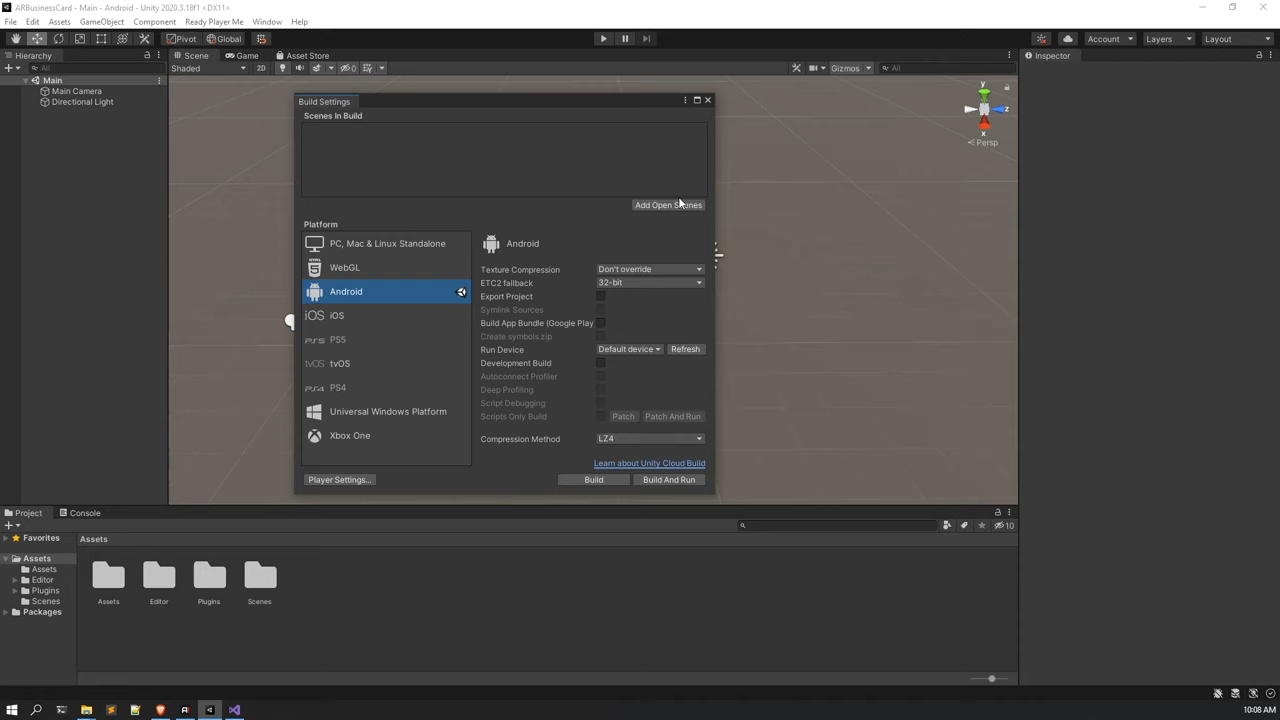 ARBusinessCard - Main - Android - Unity 2020.3.18f1 <DX11>
File Edit Assets GameObject Component Ready Player Me Window Help
Pivot Global Account Layers Layout
Hierarchy Scene Game Asset Store Inspector
All Shaded 2D 0 Gizmos All
Main
Main Camera
Directional Light
y
z
x
Persp
Build Settings
Scenes In Build
Add Open Scenes
Platform
PC, Mac & Linux Standalone
HTML 5 WebGL
Android
iOS iOS
PS5 PS5
tvOS tvOS
PS4 PS4
Universal Windows Platform
Xbox One
Android
Texture Compression Don't override
ETC2 fallback 32-bit
Export Project
Symlink Sources
Build App Bundle (Google Play
Create symbols.zip
Run Device Default device Refresh
Development Build
Autoconnect Profiler
Deep Profiling
Script Debugging
Scripts Only Build Patch Patch And Run
Compression Method LZ4
Learn about Unity Cloud Build
Player Settings... Build Build And Run
Project Console
10
Favorites
Assets
Assets
Editor
Plugins
Scenes
Packages
Assets
Assets Editor Plugins Scenes
10:08 AM